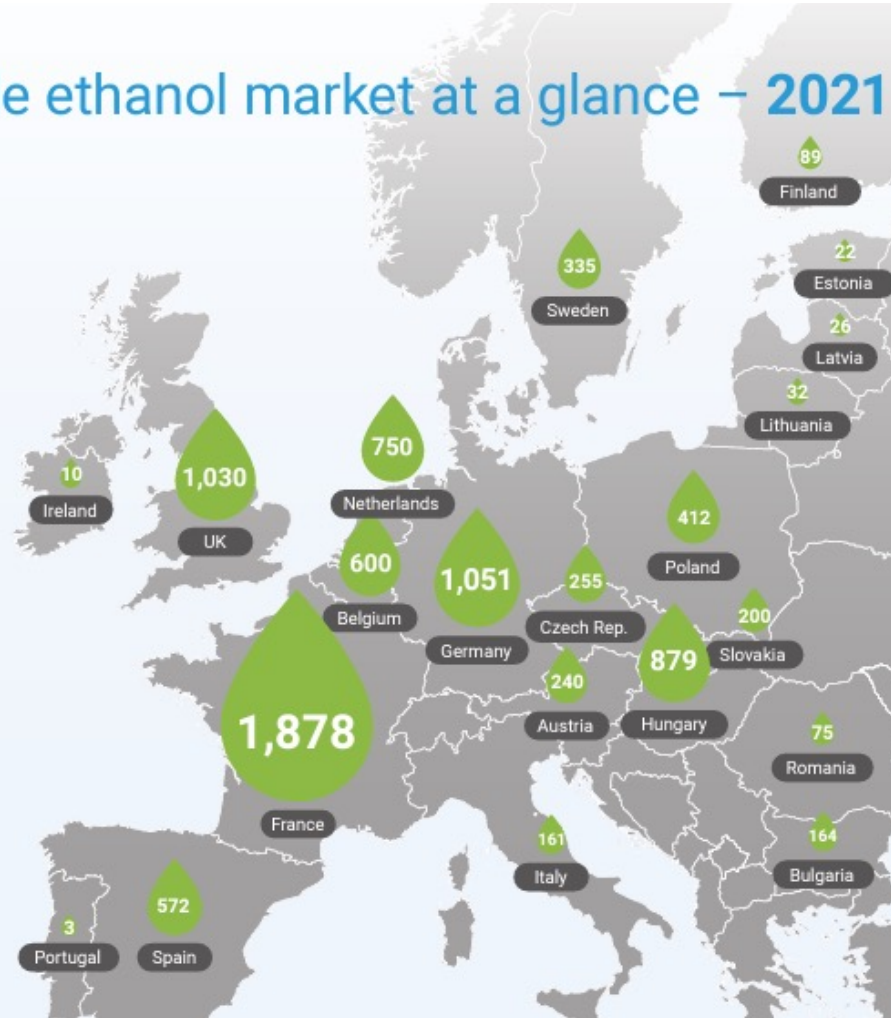 e ethanol market at a glance – 2021
89
Finland
335
Sweden
22
Estonia
26
Latvia
32
Lithuania
10
Ireland
1,030
UK
750
Netherlands
412
Poland
600
Belgium
1,051
Germany
255
Czech Rep.
200
Slovakia
879
Hungary
240
Austria
1,878
France
75
Romania
161
Italy
164
Bulgaria
3
Portugal
572
Spain